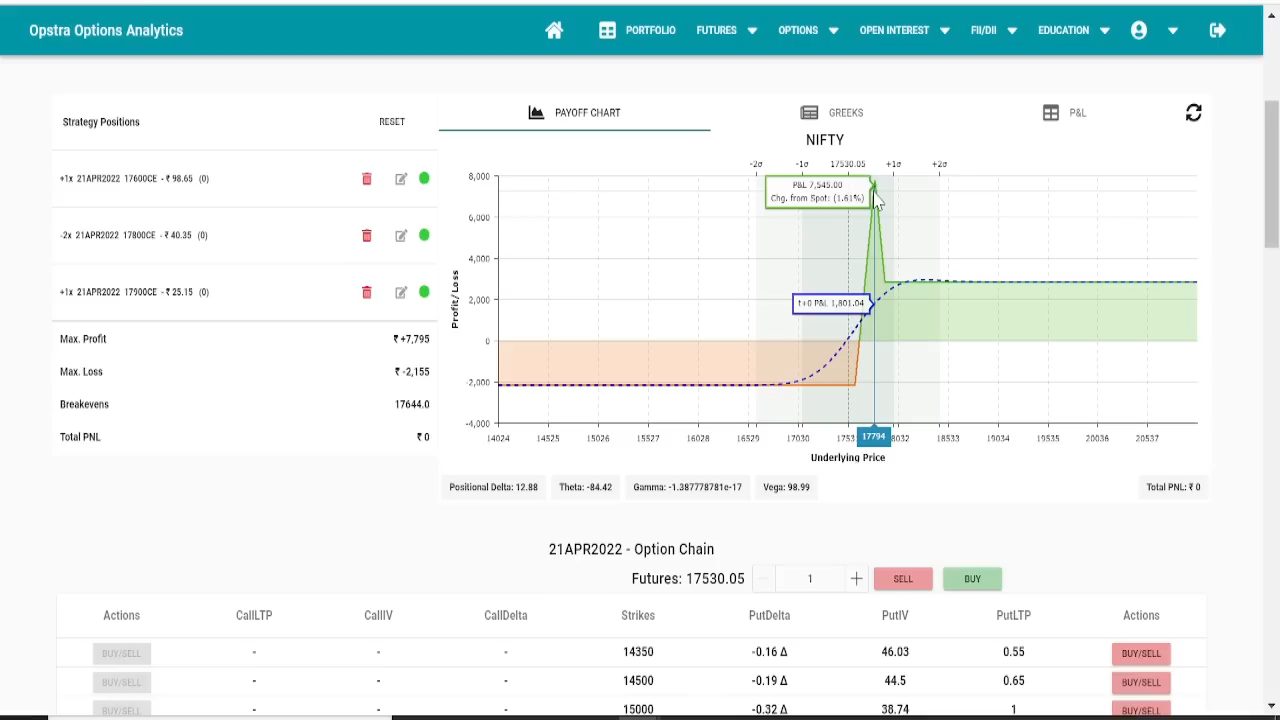 Opstra Options Analytics
PORTFOLIO FUTURES OPTIONS OPEN INTEREST FII/DII EDUCATION
Strategy Positions RESET
+1x 21APR2022 17600CE - ₹ 98.65 (0)
-2x 21APR2022 17800CE - ₹ 40.35 (0)
+1x 21APR2022 17900CE - ₹ 25.15 (0)
Max. Profit ₹ +7,795
Max. Loss ₹ -2,155
Breakevens 17644.0
Total PNL ₹ 0
PAYOFF CHART GREEKS P&L
NIFTY
-2σ -1σ 17530.05 +1σ +2σ
P&L 7,545.00
Chg. from Spot: (1.61%)
t+0 P&L 1,801.04
8,000
6,000
4,000
2,000
0
-2,000
-4,000
Profit/Loss
14024 14525 15026 15527 16028 16529 17030 1753 17794 8032 18533 19034 19535 20036 20537
Underlying Price
Positional Delta: 12.88 Theta: -84.42 Gamma: -1.387778781e-17 Vega: 98.99 Total PNL: ₹ 0
21APR2022 - Option Chain
Futures: 17530.05 1 SELL BUY
Actions CallLTP CallIV CallDelta Strikes PutDelta PutIV PutLTP Actions
BUY/SELL - - - 14350 -0.16 Δ 46.03 0.55 BUY/SELL
BUY/SELL - - - 14500 -0.19 Δ 44.5 0.65 BUY/SELL
BUY/SELL - - - 15000 -0.32 Δ 38.74 1 BUY/SELL